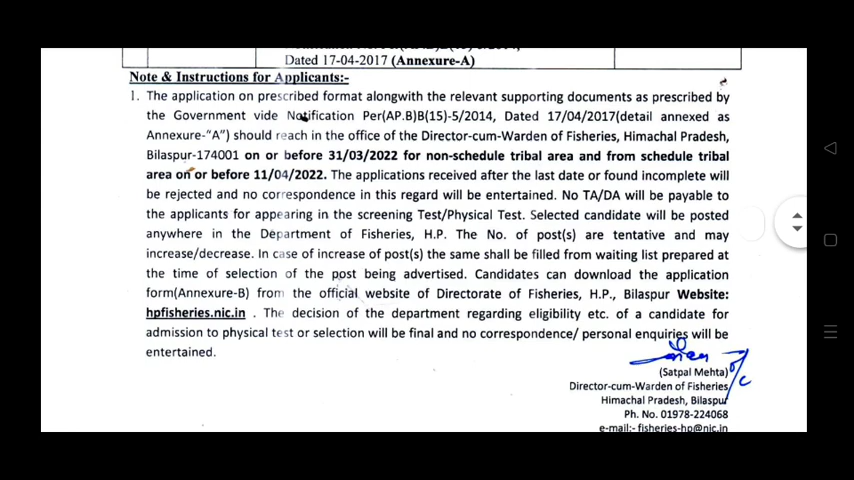 Dated 17-04-2017 (Annexure-A)
Note & Instructions for Applicants:-
1. The application on prescribed format alongwith the relevant supporting documents as prescribed by
the Government vide Notification Per(AP.B)B(15)-5/2014, Dated 17/04/2017(detail annexed as
Annexure-"A") should reach in the office of the Director-cum-Warden of Fisheries, Himachal Pradesh,
Bilaspur-174001 on or before 31/03/2022 for non-schedule tribal area and from schedule tribal
area on or before 11/04/2022. The applications received after the last date or found incomplete will
be rejected and no correspondence in this regard will be entertained. No TA/DA will be payable to
the applicants for appearing in the screening Test/Physical Test. Selected candidate will be posted
anywhere in the Department of Fisheries, H.P. The No. of post(s) are tentative and may
increase/decrease. In case of increase of post(s) the same shall be filled from waiting list prepared at
the time of selection of the post being advertised. Candidates can download the application
form(Annexure-B) from the official website of Directorate of Fisheries, H.P., Bilaspur Website:
hpfisheries.nic.in . The decision of the department regarding eligibility etc. of a candidate for
admission to physical test or selection will be final and no correspondence/ personal enquiries will be
entertained.
(Satpal Mehta)
Director-cum-Warden of Fisheries
Himachal Pradesh, Bilaspur
Ph. No. 01978-224068
e-mail:- fisheries-hp@nic.in